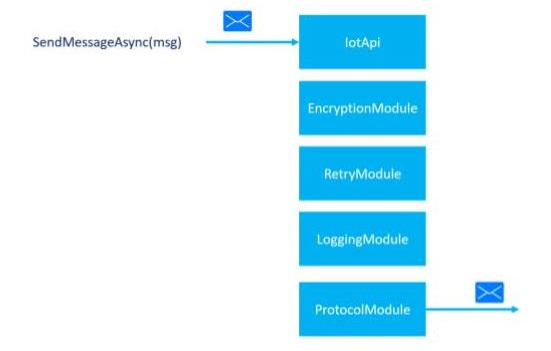 SendMessageAsync(msg)
IotApi
EncryptionModule
RetryModule
LoggingModule
ProtocolModule